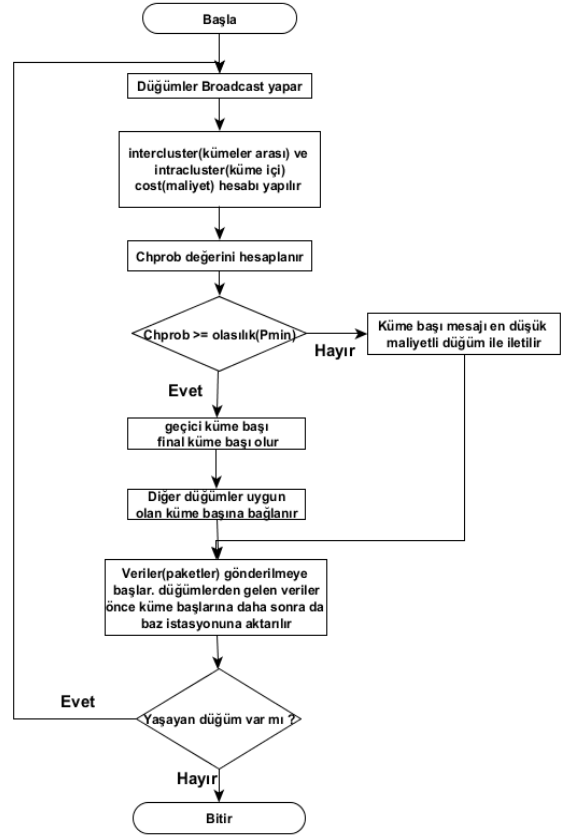 Başla
Düğümler Broadcast yapar
intercluster(kümeler arası) ve
intracluster(küme içi)
cost(maliyet) hesabı yapılır
Chprob değerini hesaplanır
Chprob >= olasılık(Pmin)
Hayır
Küme başı mesajı en düşük
maliyetli düğüm ile iletilir
Evet
geçici küme başı
final küme başı olur
Diğer düğümler uygun
olan küme başına bağlanır
Veriler(paketler) gönderilmeye
başlar. düğümlerden gelen veriler
önce küme başlarına daha sonra da
baz istasyonuna aktarılır
Evet
Yaşayan düğüm var mı ?
Hayır
Bitir